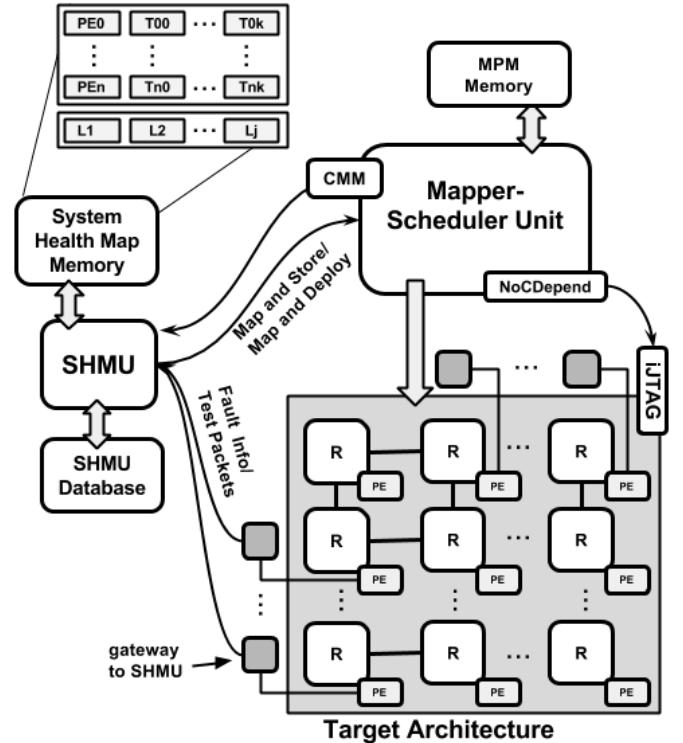 PE0 T00 ··· T0k
⋮ ⋮ ⋮
PEn Tn0 ··· Tnk
L1 L2 ··· Lj
MPM
Memory
CMM
Mapper-
Scheduler Unit
NoCDepend
System
Health Map
Memory
Map and Store/
Map and Deploy
iJTAG
SHMU
Fault Info/
Test Packets
SHMU
Database
···
R R ··· R
PE PE PE
R R ··· R
PE PE PE
⋮ ⋮ ⋮ ⋮
R R ··· R
PE PE PE
gateway
to SHMU
Target Architecture